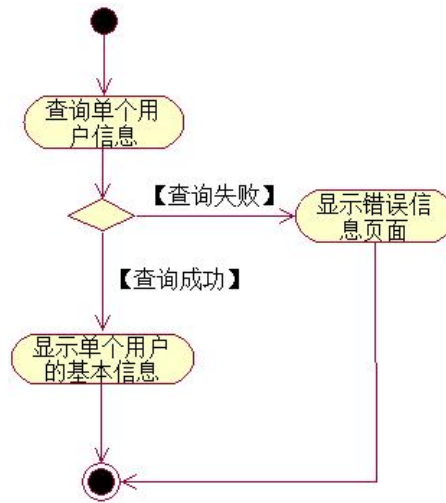 查询单个用
户信息
【查询失败】
显示错误信
息页面
【查询成功】
显示单个用户
的基本信息